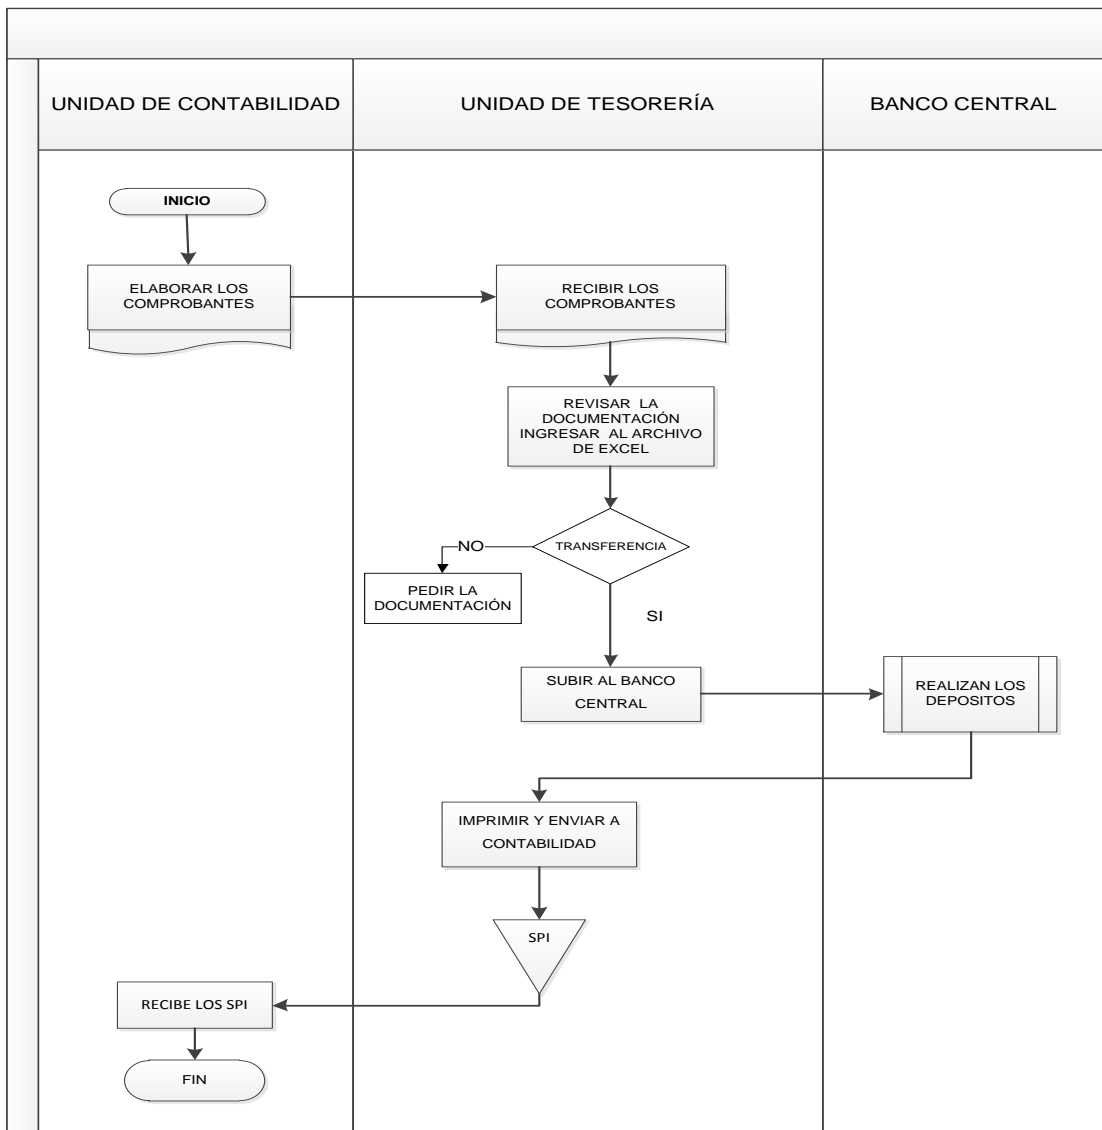 UNIDAD DE CONTABILIDAD
UNIDAD DE TESORERÍA
BANCO CENTRAL
INICIO
ELABORAR LOS
COMPROBANTES
RECIBIR LOS
COMPROBANTES
REVISAR LA
DOCUMENTACIÓN
INGRESAR AL ARCHIVO
DE EXCEL
TRANSFERENCIA
NO
PEDIR LA
DOCUMENTACIÓN
SI
SUBIR AL BANCO
CENTRAL
REALIZAN LOS
DEPOSITOS
IMPRIMIR Y ENVIAR A
CONTABILIDAD
SPI
RECIBE LOS SPI
FIN